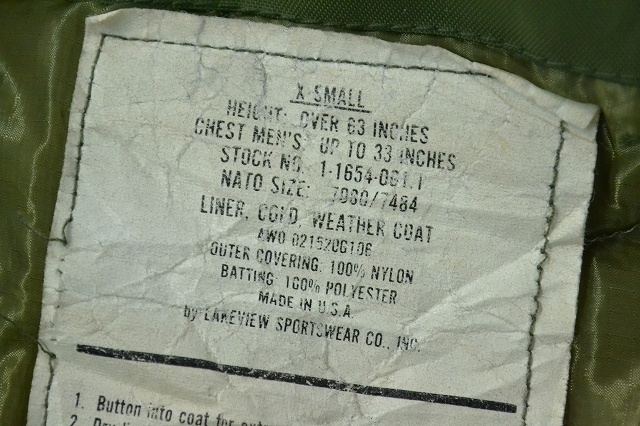 X-SMALL
HEIGHT: OVER 63 INCHES
CHEST MEN'S: UP TO 33 INCHES
STOCK NO. 1-1654-061.1
NATO SIZE: 7080/7484
LINER, COLD, WEATHER COAT
AWO 02152OG106
OUTER COVERING: 100% NYLON
BATTING: 100% POLYESTER
MADE IN U.S.A.
by LAKEVIEW SPORTSWEAR CO., INC.
1. Button into coat for
2.